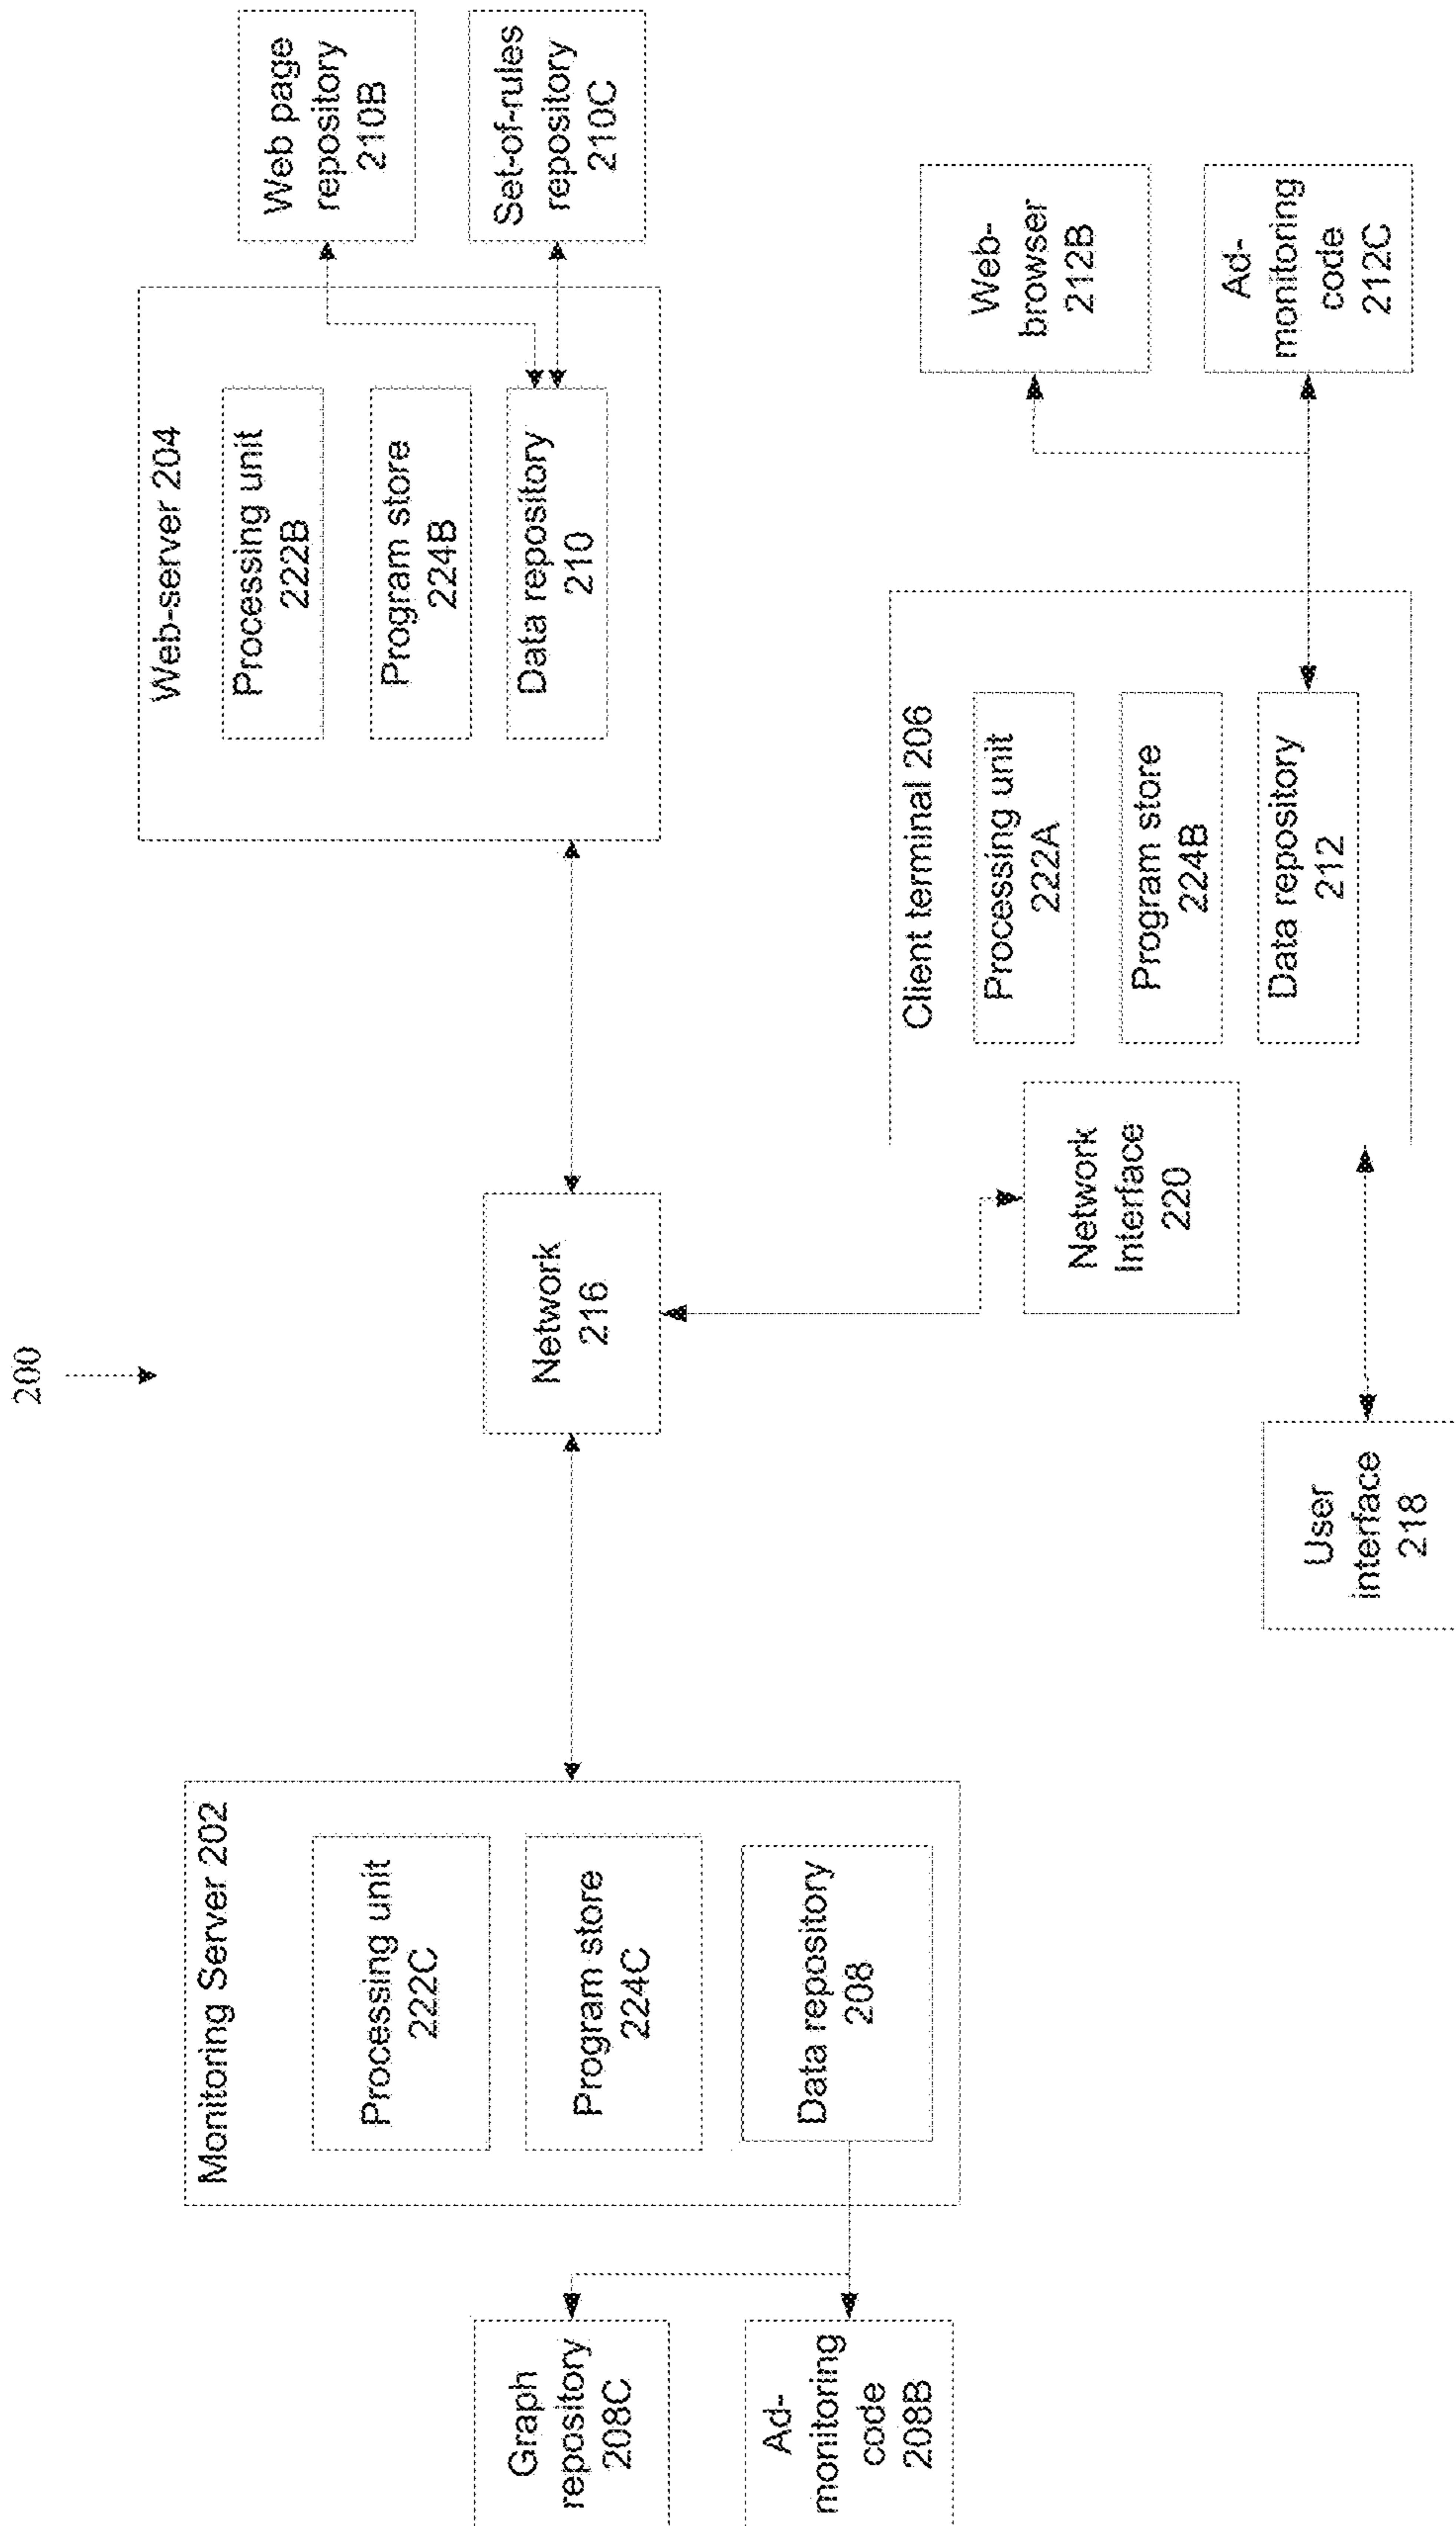 200
Monitoring Server 202
Processing unit
222C
Program store
224C
Data repository
208
Graph
repository
208C
Ad-
monitoring
code
208B
Network
216
Web-server 204
Processing unit
222B
Program store
224B
Data repository
210
Web page
repository
210B
Set-of-rules
repository
210C
Client terminal 206
Processing unit
222A
Program store
224B
Data repository
212
Network
Interface
220
User
interface
218
Web-
browser
212B
Ad-
monitoring
code
212C